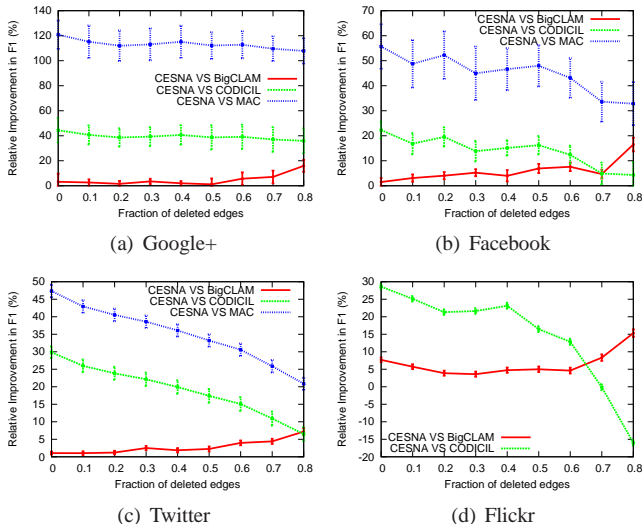 140
120
100
80
60
40
20
0
0 0.1 0.2 0.3 0.4 0.5 0.6 0.7 0.8
Relative Improvement in F1 (%)
Fraction of deleted edges
CESNA VS BigCLAM
CESNA VS CODICIL
CESNA VS MAC
(a) Google+
70
60
50
40
30
20
10
0
0 0.1 0.2 0.3 0.4 0.5 0.6 0.7 0.8
Relative Improvement in F1 (%)
Fraction of deleted edges
CESNA VS BigCLAM
CESNA VS CODICIL
CESNA VS MAC
(b) Facebook
50
45
40
35
30
25
20
15
10
5
0
0 0.1 0.2 0.3 0.4 0.5 0.6 0.7 0.8
Relative Improvement in F1 (%)
Fraction of deleted edges
CESNA VS BigCLAM
CESNA VS CODICIL
CESNA VS MAC
(c) Twitter
30
25
20
15
10
5
0
-5
-10
-15
-20
0 0.1 0.2 0.3 0.4 0.5 0.6 0.7 0.8
Relative Improvement in F1 (%)
Fraction of deleted edges
CESNA VS BigCLAM
CESNA VS CODICIL
(d) Flickr